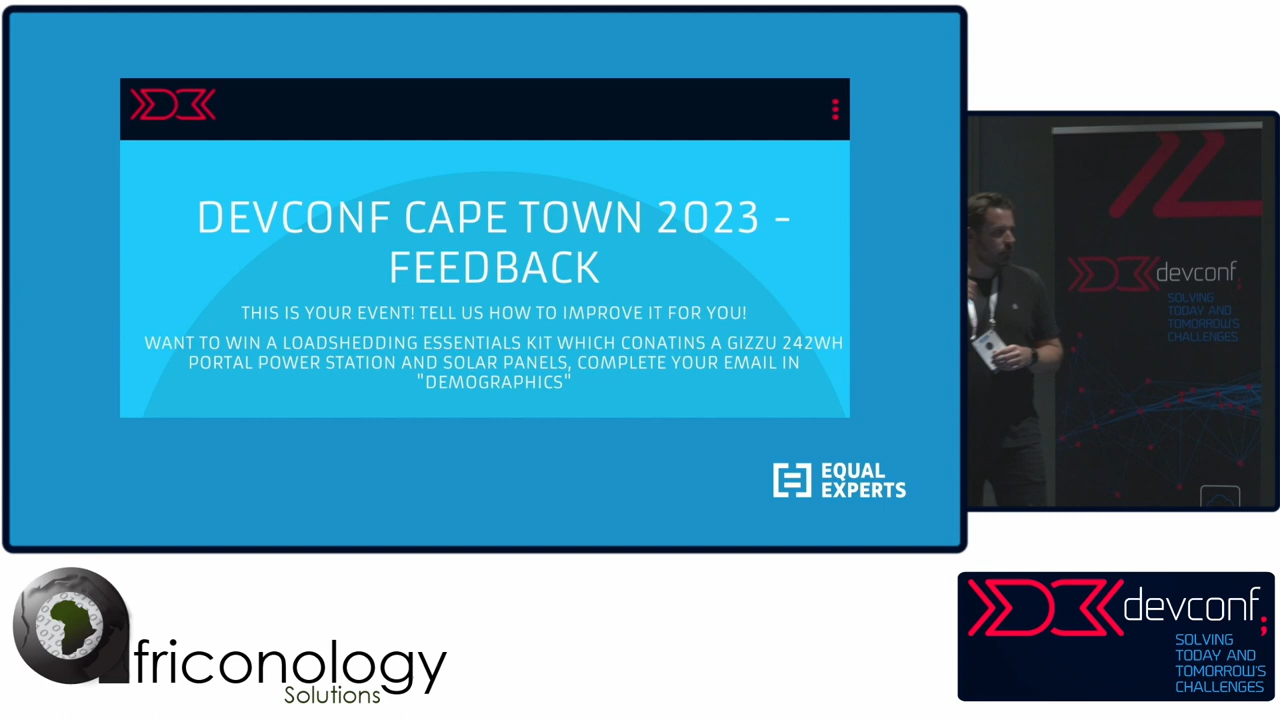 DEVCONF CAPE TOWN 2023 -
FEEDBACK
THIS IS YOUR EVENT! TELL US HOW TO IMPROVE IT FOR YOU!
WANT TO WIN A LOADSHEDDING ESSENTIALS KIT WHICH CONATINS A GIZZU 242WH
PORTAL POWER STATION AND SOLAR PANELS, COMPLETE YOUR EMAIL IN
"DEMOGRAPHICS"
EQUAL
EXPERTS
devconf;
SOLVING
TODAY AND
TOMORROW'S
CHALLENGES
africonology
Solutions
devconf;
SOLVING
TODAY AND
TOMORROW'S
CHALLENGES